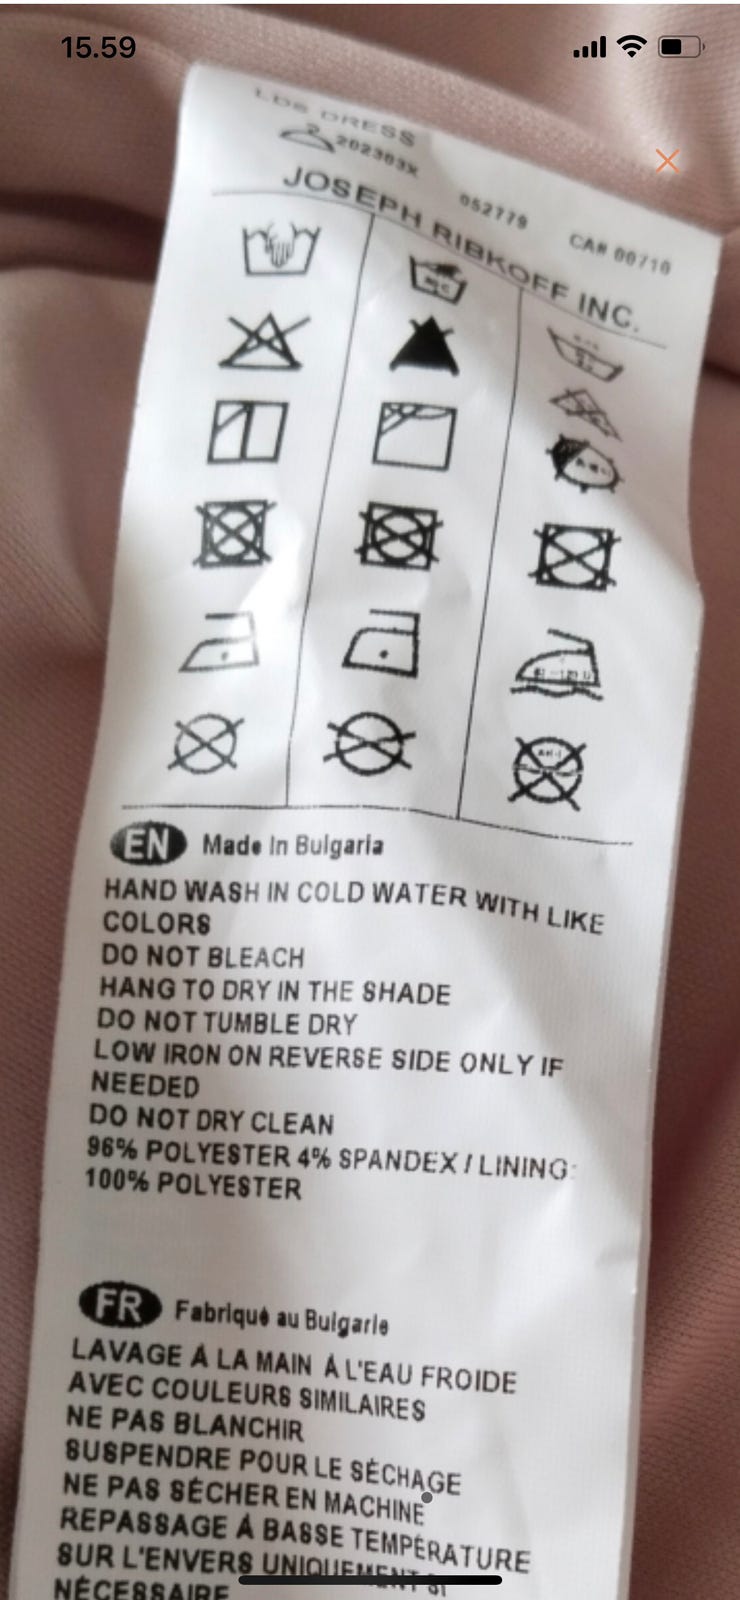 15.59
LDS DRESS
202303X 052779 CA# 00710
JOSEPH RIBKOFF INC.
EN Made In Bulgaria
HAND WASH IN COLD WATER WITH LIKE
COLORS
DO NOT BLEACH
HANG TO DRY IN THE SHADE
DO NOT TUMBLE DRY
LOW IRON ON REVERSE SIDE ONLY IF
NEEDED
DO NOT DRY CLEAN
96% POLYESTER 4% SPANDEX / LINING:
100% POLYESTER
FR Fabriqué au Bulgarie
LAVAGE À LA MAIN À L'EAU FROIDE
AVEC COULEURS SIMILAIRES
NE PAS BLANCHIR
SUSPENDRE POUR LE SÉCHAGE
NE PAS SÉCHER EN MACHINE
REPASSAGE À BASSE TEMPÉRATURE
SUR L'ENVERS UNIQUEMENT SI
NÉCESSAIRE